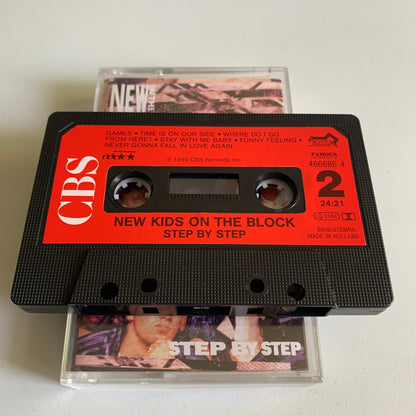 NEW
GAMES • TIME IS ON OUR SIDE • WHERE DO I GO
FROM HERE? • STAY WITH ME BABY • FUNNY FEELING •
NEVER GONNA FALL IN LOVE AGAIN
℗ 1990 CBS Records Inc.
FAMOUS
466686 4
CBS
2
24:21
NEW KIDS ON THE BLOCK
STEP BY STEP
BIEM/STEMRA
MADE IN HOLLAND
STEP BY STEP